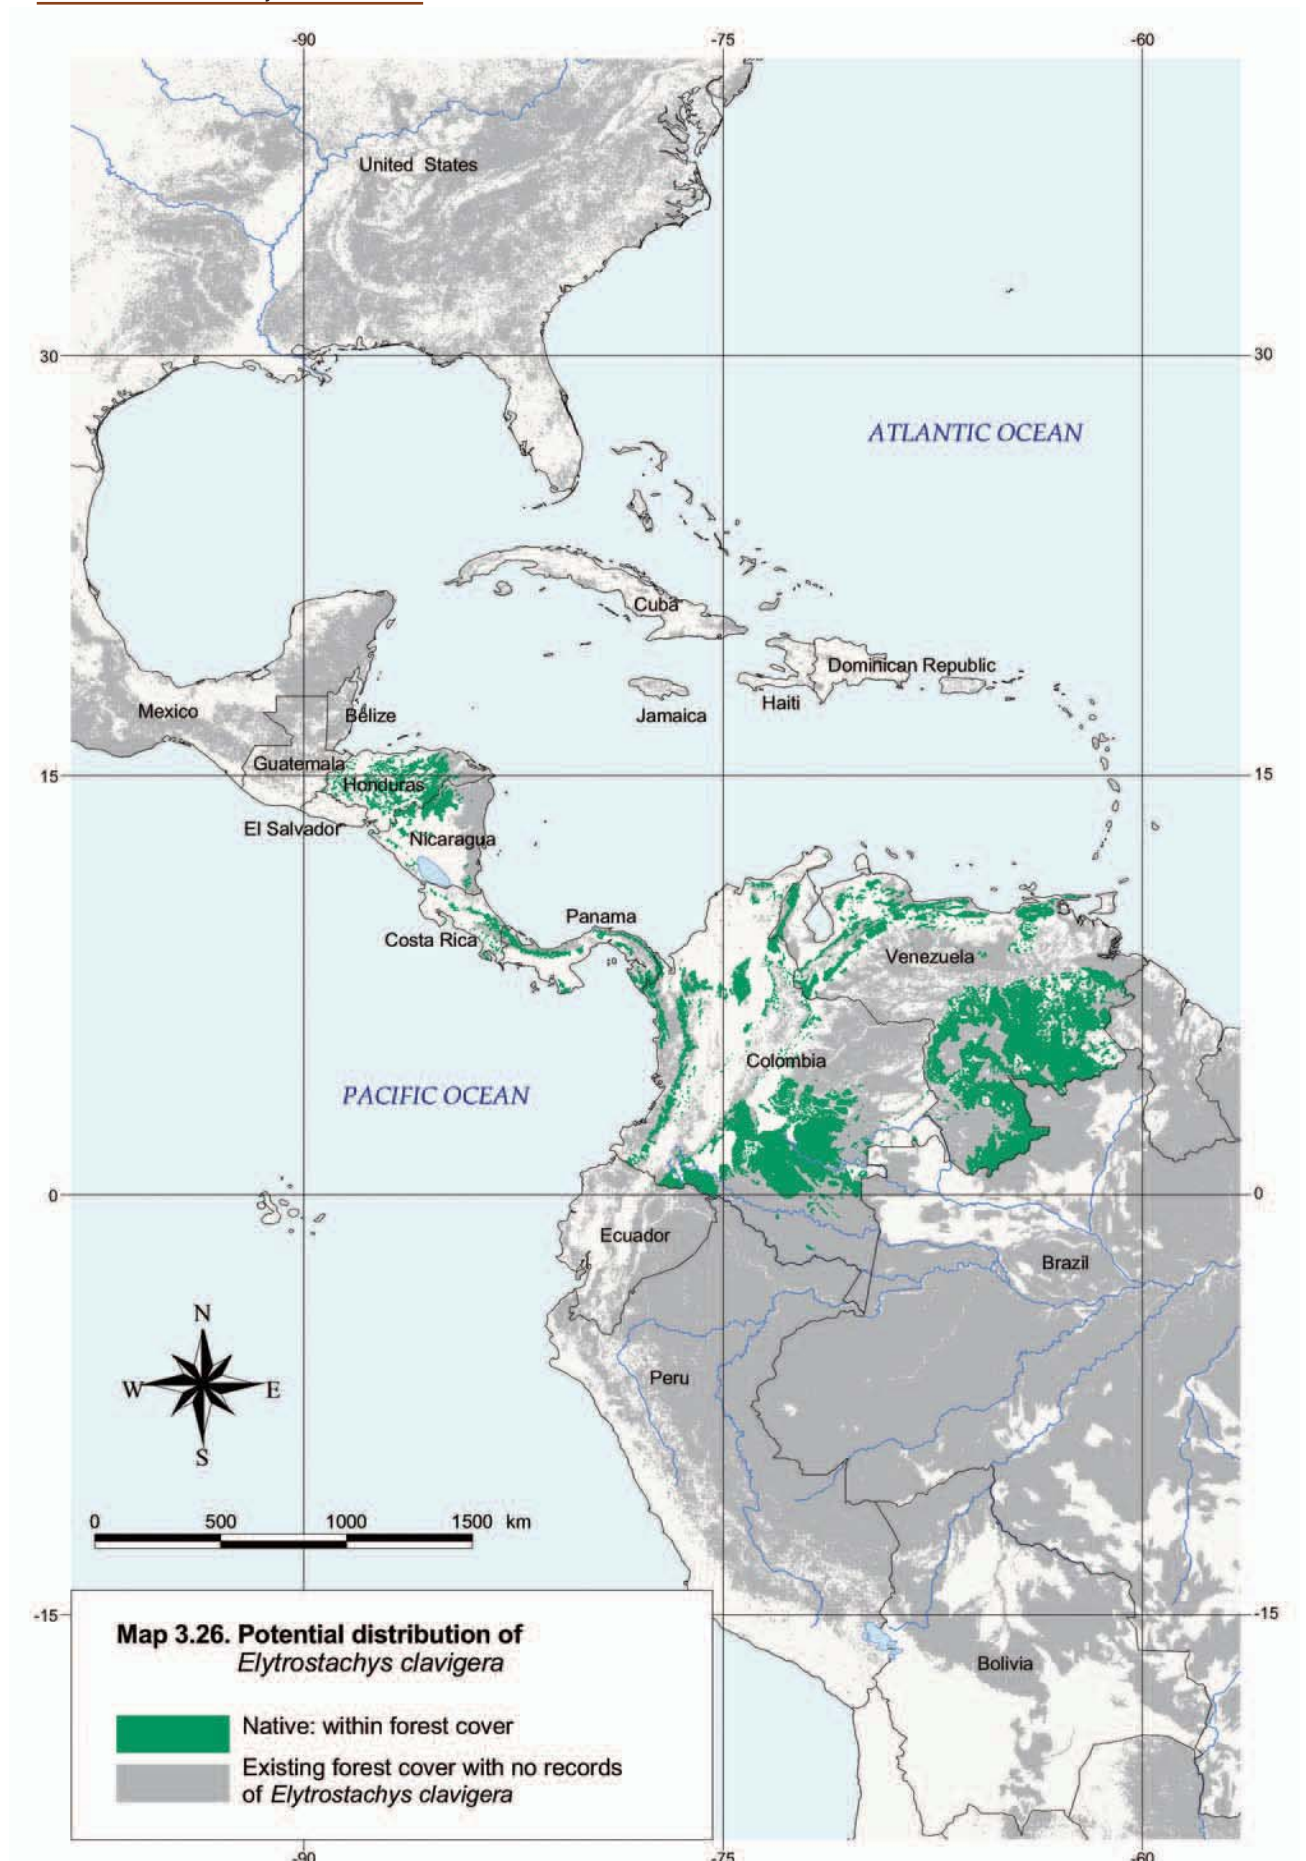 -90 -75 -60
United States
30 30
ATLANTIC OCEAN
Cuba
Dominican Republic
Haiti
Jamaica
Mexico
Belize
Guatemala
15 15
Honduras
El Salvador
Nicaragua
Panama
Costa Rica
Venezuela
Colombia
PACIFIC OCEAN
0 0
Ecuador
Brazil
N
W E
S
Peru
0 500 1000 1500 km
-15 -15
Map 3.26. Potential distribution of
Elytrostachys clavigera
Bolivia
Native: within forest cover
Existing forest cover with no records
of Elytrostachys clavigera
-90 -75 -60